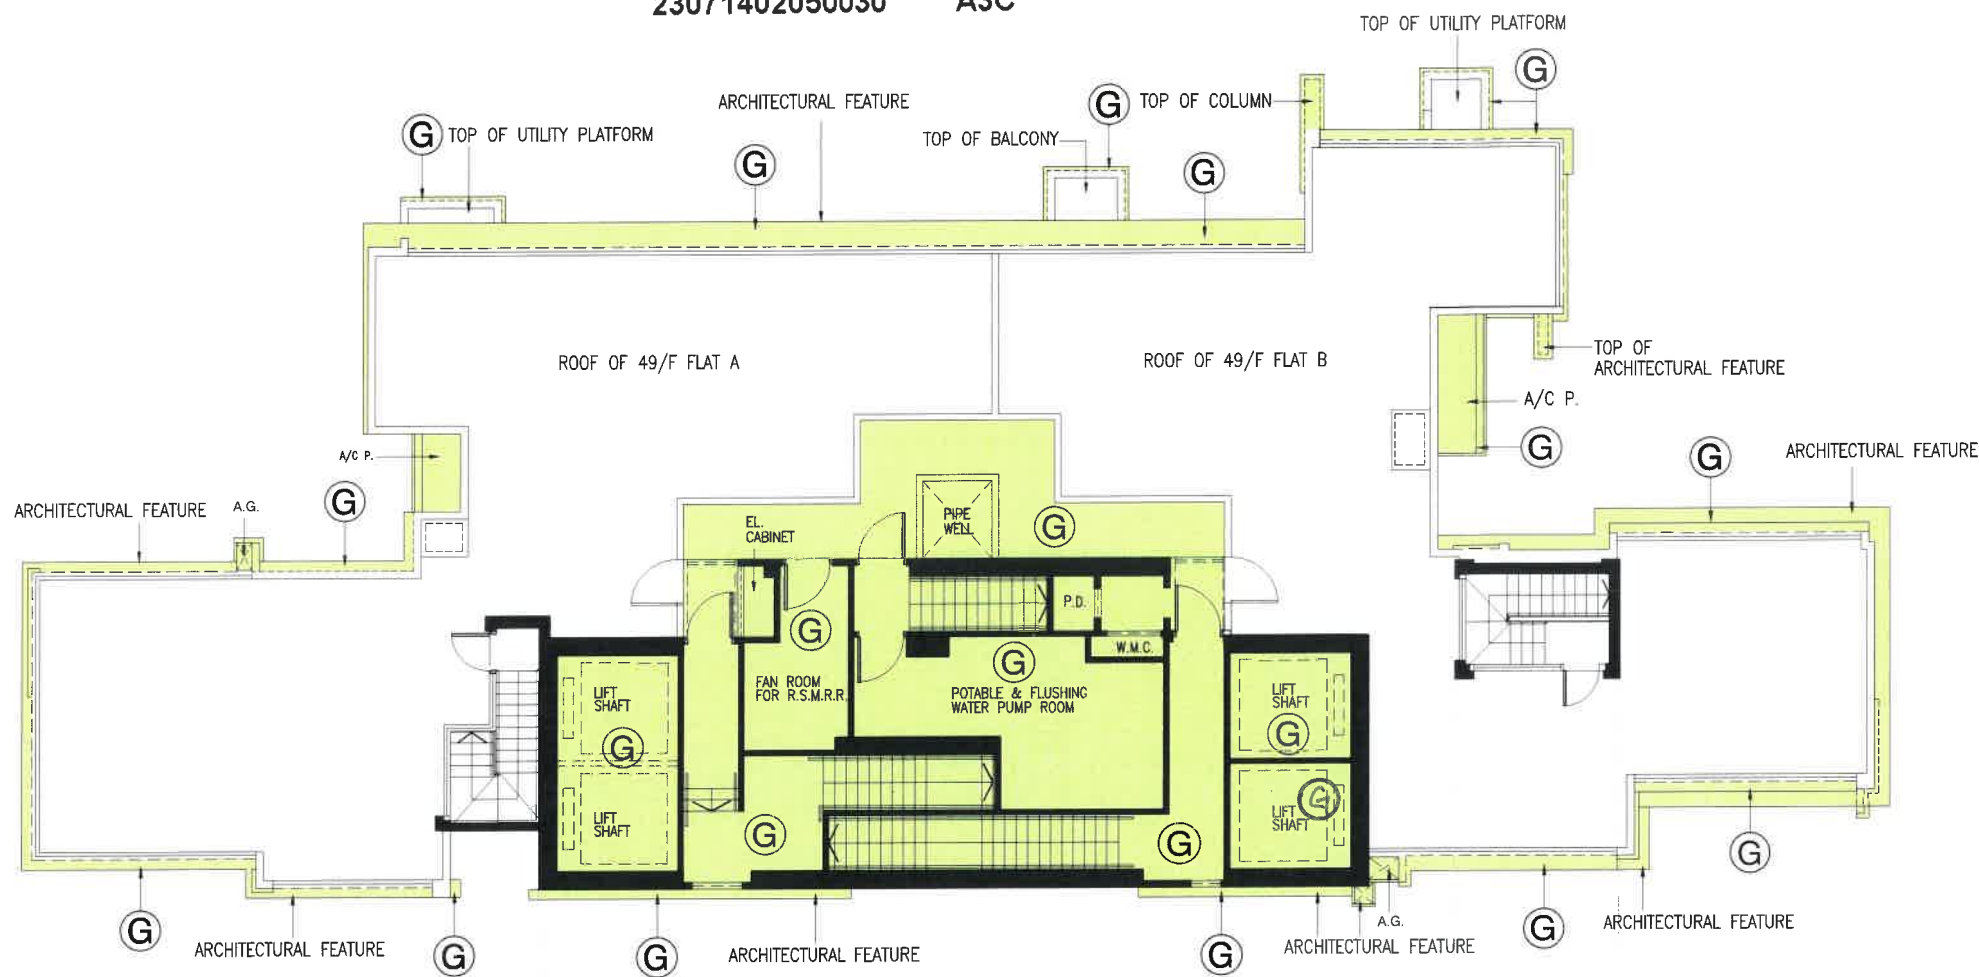 23071402050030 ASC
TOP OF UTILITY PLATFORM
G
ARCHITECTURAL FEATURE
G
TOP OF COLUMN
G
TOP OF UTILITY PLATFORM
TOP OF BALCONY
G
G
ROOF OF 49/F FLAT A
ROOF OF 49/F FLAT B
TOP OF
ARCHITECTURAL FEATURE
A/C P.
A/C P.
G
G
ARCHITECTURAL FEATURE
ARCHITECTURAL FEATURE
A.G.
G
EL.
CABINET
PIPE
WELL
G
P.D.
G
W.M.C.
G
FAN ROOM
FOR R.S.M.R.R.
POTABLE & FLUSHING
WATER PUMP ROOM
LIFT
SHAFT
G
LIFT
SHAFT
G
LIFT
SHAFT
LIFT
SHAFT
G
G
G
G
G
G
ARCHITECTURAL FEATURE
G
G
ARCHITECTURAL FEATURE
G
A.G.
ARCHITECTURAL FEATURE
G
ARCHITECTURAL FEATURE